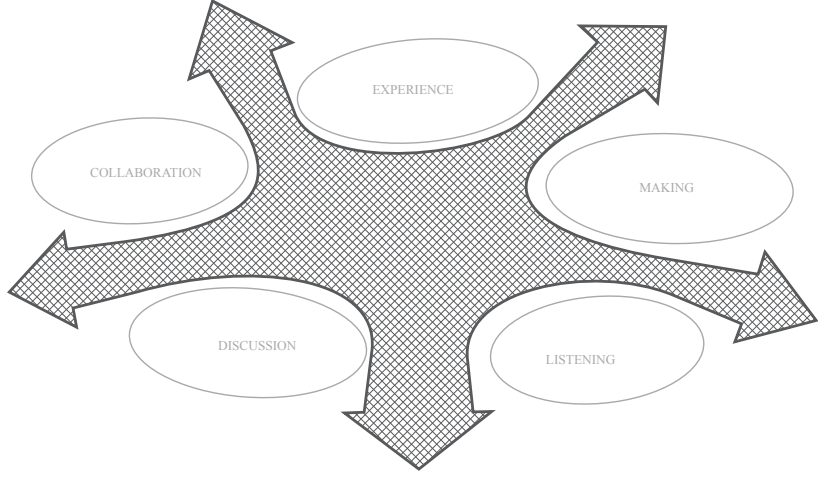 EXPERIENCE
COLLABORATION
MAKING
DISCUSSION
LISTENING